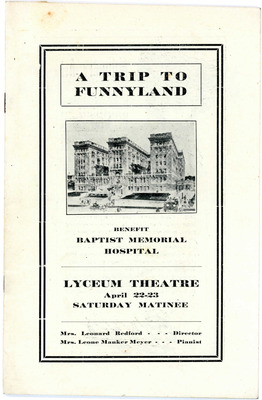 A TRIP TO
FUNNYLAND
BENEFIT
BAPTIST MEMORIAL
HOSPITAL
LYCEUM THEATRE
April 22-23
SATURDAY MATINEE
Mrs. Leonard Redford - - - Director
Mrs. Leone Manker Meyer - - - Pianist